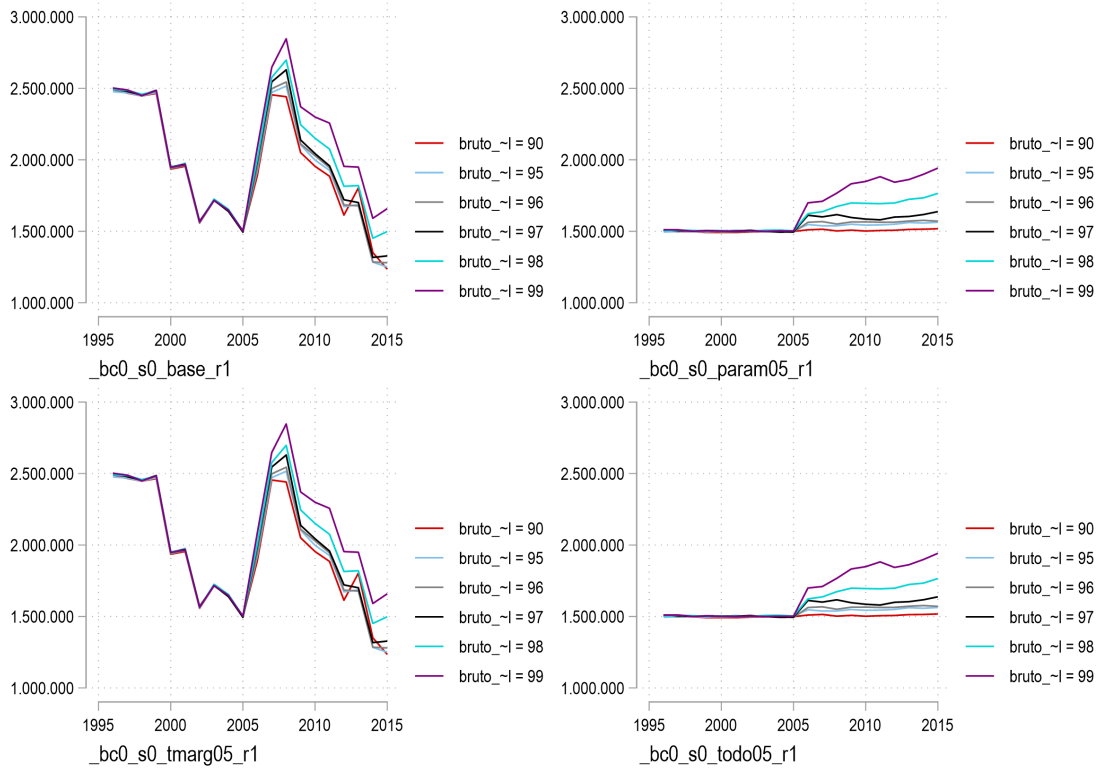 3.000.000
2.500.000
2.000.000
1.500.000
1.000.000
1995 2000 2005 2010 2015
bruto_~l = 90
bruto_~l = 95
bruto_~l = 96
bruto_~l = 97
bruto_~l = 98
bruto_~l = 99
_bc0_s0_base_r1
3.000.000
2.500.000
2.000.000
1.500.000
1.000.000
1995 2000 2005 2010 2015
bruto_~l = 90
bruto_~l = 95
bruto_~l = 96
bruto_~l = 97
bruto_~l = 98
bruto_~l = 99
_bc0_s0_param05_r1
3.000.000
2.500.000
2.000.000
1.500.000
1.000.000
1995 2000 2005 2010 2015
bruto_~l = 90
bruto_~l = 95
bruto_~l = 96
bruto_~l = 97
bruto_~l = 98
bruto_~l = 99
_bc0_s0_tmarg05_r1
3.000.000
2.500.000
2.000.000
1.500.000
1.000.000
1995 2000 2005 2010 2015
bruto_~l = 90
bruto_~l = 95
bruto_~l = 96
bruto_~l = 97
bruto_~l = 98
bruto_~l = 99
_bc0_s0_todo05_r1